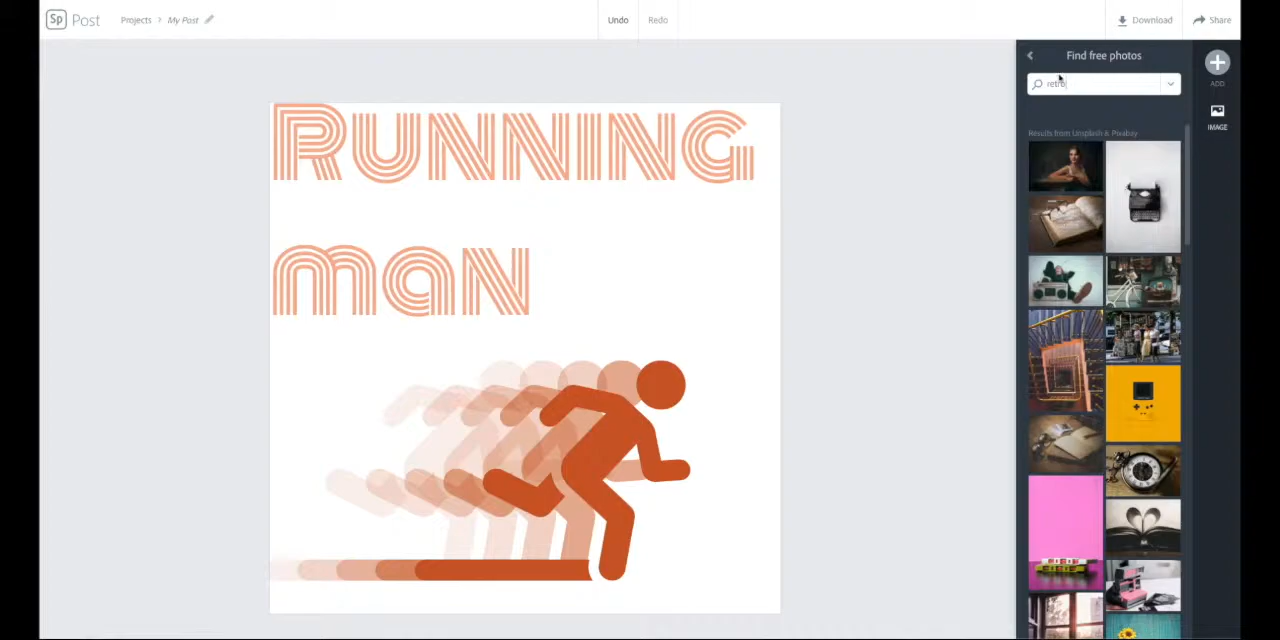 Sp Post
Projects > My Post
Undo
Redo
Download
Share
Find free photos
retro
ADD
IMAGE
Results from Unsplash & Pixabay
Running
man